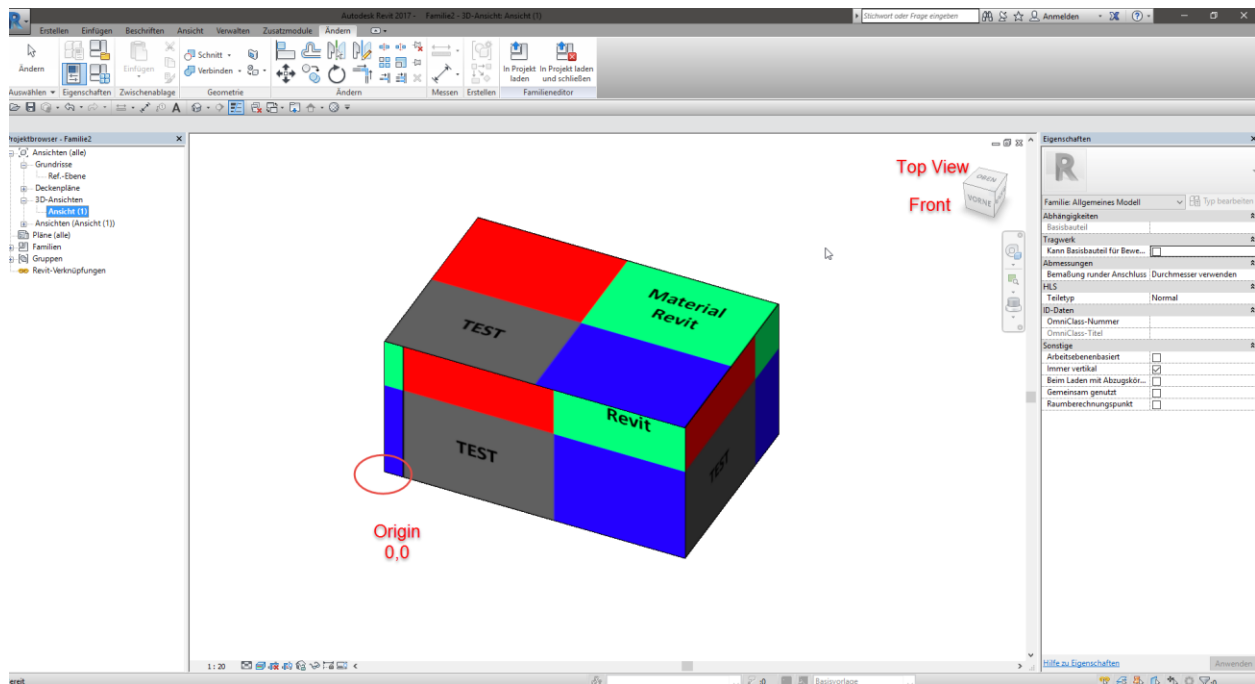 Autodesk Revit 2017 - Familie2 - 3D-Ansicht: Ansicht (1)
Stichwort oder Frage eingeben
Anmelden
Erstellen Einfügen Beschriften Ansicht Verwalten Zusatzmodule Ändern
Schnitt
Verbinden
Ändern
Einfügen
In Projekt laden
In Projekt laden und schließen
Auswählen Eigenschaften Zwischenablage Geometrie Ändern Messen Erstellen Familieneditor
Projektbrowser - Familie2
Ansichten (alle)
Grundrisse
Ref.-Ebene
Deckenpläne
3D-Ansichten
Ansicht (1)
Ansichten (Ansicht (1))
Pläne (alle)
Familien
Gruppen
Revit-Verknüpfungen
Top View
OBEN
Front
VORNE
Material
Revit
TEST
Revit
TEST
TEST
Origin
0,0
Eigenschaften
R
Familie: Allgemeines Modell
Typ bearbeiten
Abhängigkeiten
Basisbauteil
Tragwerk
Kann Basisbauteil für Bewe...
Abmessungen
Bemaßung runder Anschluss Durchmesser verwenden
HLS
Teiletyp Normal
ID-Daten
OmniClass-Nummer
OmniClass-Titel
Sonstige
Arbeitsebenenbasiert
Immer vertikal
Beim Laden mit Abzugskör...
Gemeinsam genutzt
Raumberechnungspunkt
Hilfe zu Eigenschaften
Anwenden
1 : 20
ereit
:0
Basisvorlage
:0